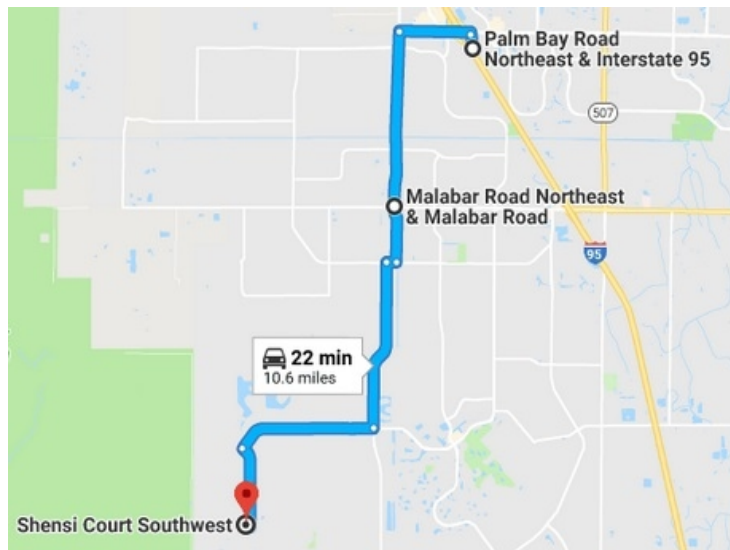 Palm Bay Road
Northeast & Interstate 95
507
Malabar Road Northeast
& Malabar Road
95
22 min
10.6 miles
Shensi Court Southwest